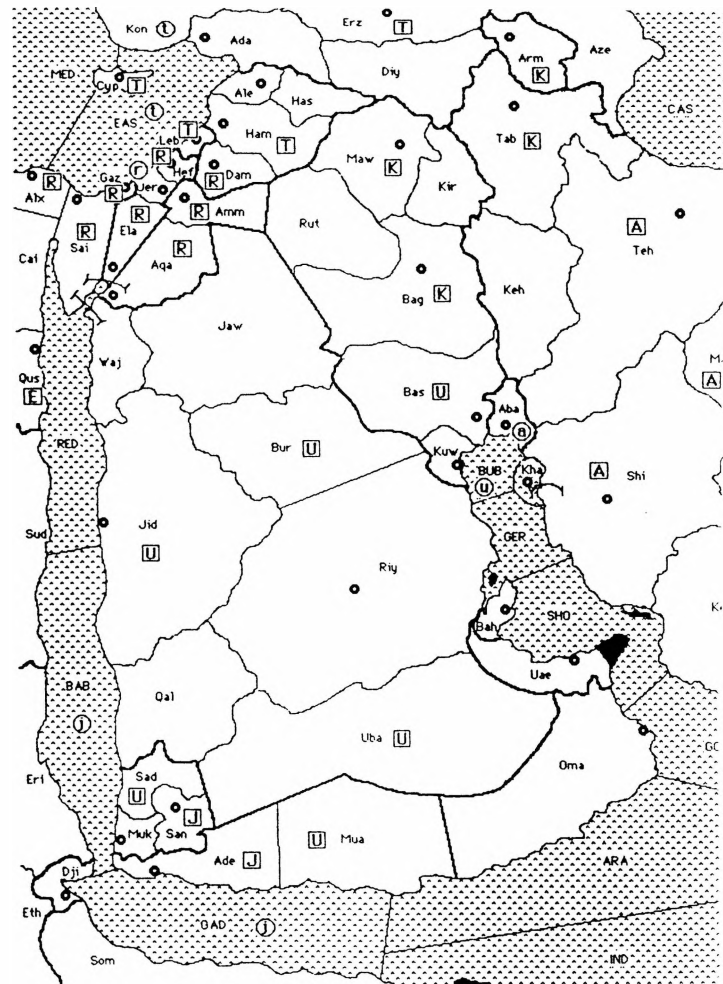 Kon t
Ada
Erz T
Arm K
Aze
MED
Cyp T
Ale
Has
Diy
CAS
EAS t
Leb T
Ham T
Tab K
r R Hef
R Dam
Maw K
Kir
Alx R
Gaz R Jer
R Amm
Sai R
Ela R
Aqa R
Rut
A Teh
Cai
Bag K
Keh
Jaw
Waj
Qus E
Bas U
Aba a
A
Bur U
Kuw
BUB u
Kha
A Shi
RED
Sud
Jid U
GER
Riy
Bah
SHO
Uae
BAB j
Qal
Uba U
Oma
Eri
Sad U
San J
Muk
Ade J
U Mua
ARA
Dji
Eth
GAD j
Som
IND